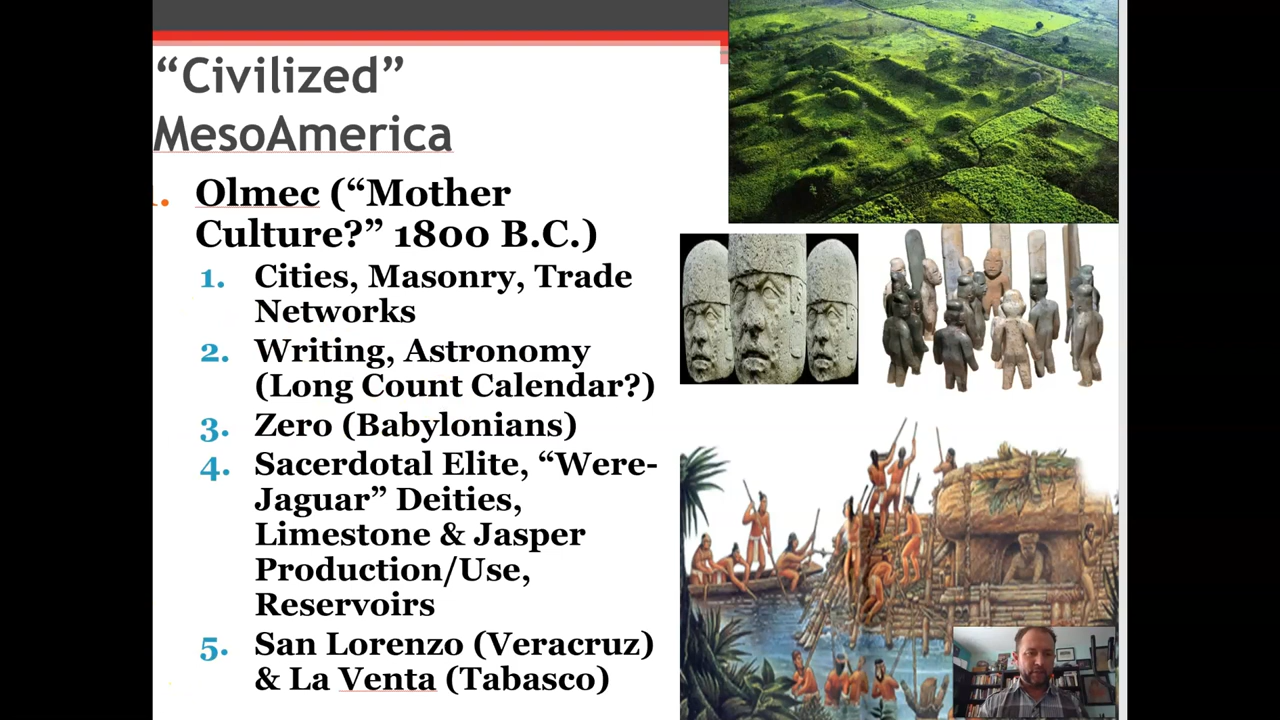 “Civilized”
MesoAmerica
1. Olmec (“Mother
Culture?” 1800 B.C.)
1. Cities, Masonry, Trade
Networks
2. Writing, Astronomy
(Long Count Calendar?)
3. Zero (Babylonians)
4. Sacerdotal Elite, “Were-
Jaguar” Deities,
Limestone & Jasper
Production/Use,
Reservoirs
5. San Lorenzo (Veracruz)
& La Venta (Tabasco)